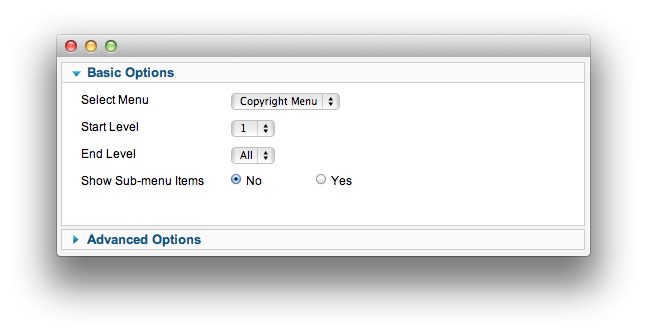 Basic Options
Select Menu Copyright Menu
Start Level 1
End Level All
Show Sub-menu Items No Yes
Advanced Options